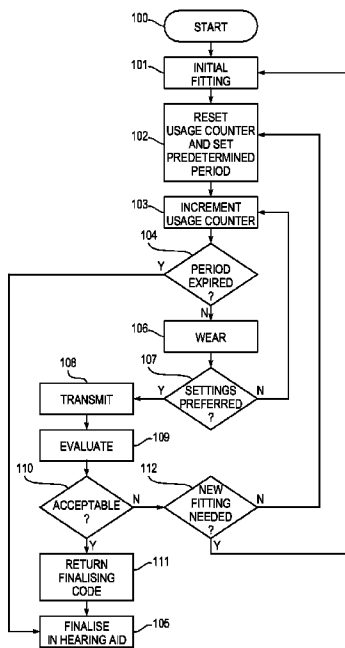 100
START
101
INITIAL
FITTING
102
RESET
USAGE COUNTER
AND SET
PREDETERMINED
PERIOD
103
INCREMENT
USAGE COUNTER
104
Y
PERIOD
EXPIRED
?
N
106
WEAR
107
108
TRANSMIT
Y
SETTINGS
PREFERRED
?
N
EVALUATE
109
110
112
ACCEPTABLE
?
N
NEW
FITTING
NEEDED
?
N
Y
Y
RETURN
FINALISING
CODE
111
FINALISE
IN HEARING AID
105